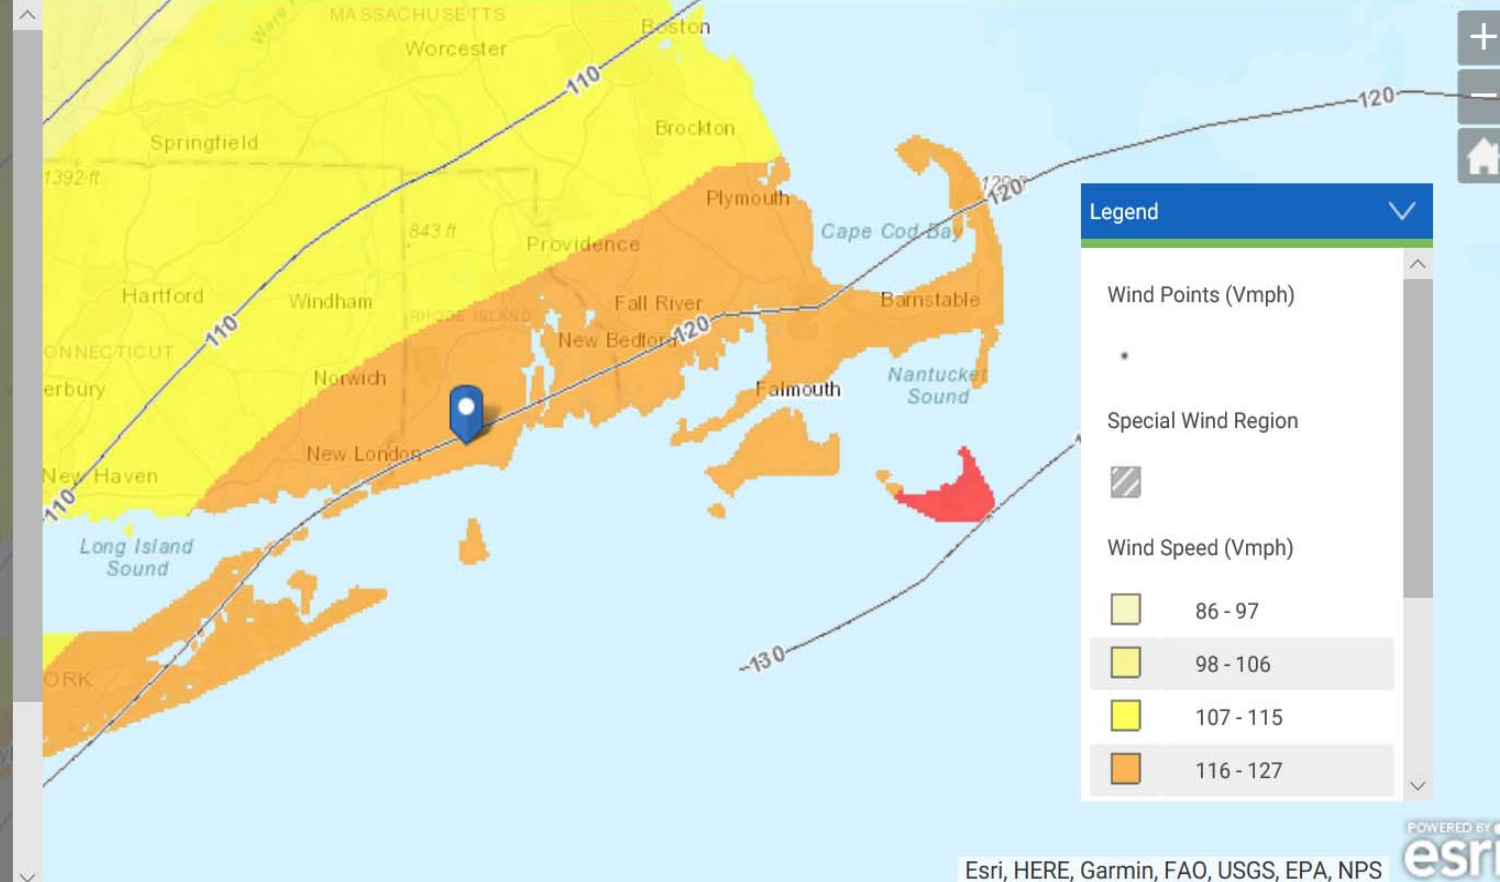 MASSACHUSETTS
Boston
Worcester
110
120
Brockton
Springfield
1392 ft
Plymouth
120
843 ft
Cape Cod Bay
Providence
Hartford
Windham
Fall River
Barnstable
RHODE ISLAND
110
120
New Bedford
ONNECTICUT
Norwich
Nantucket
Sound
erbury
Falmouth
New London
New Haven
110
Long Island
Sound
130
ORK
Legend
Wind Points (Vmph)
Special Wind Region
Wind Speed (Vmph)
86 - 97
98 - 106
107 - 115
116 - 127
POWERED BY
esri
Esri, HERE, Garmin, FAO, USGS, EPA, NPS